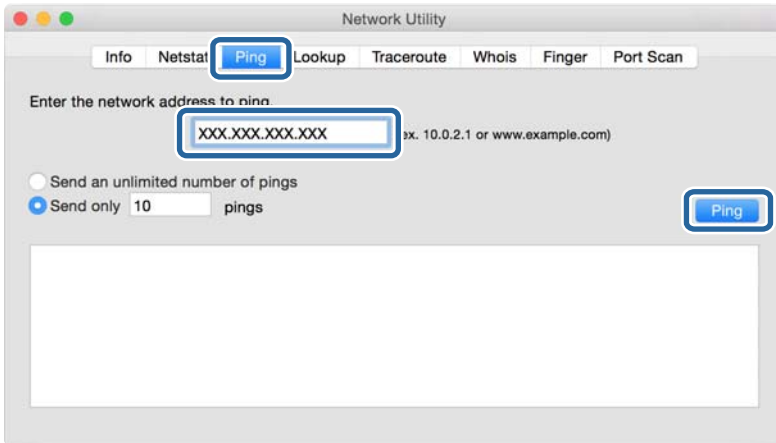 Network Utility
Info Netstat Ping Lookup Traceroute Whois Finger Port Scan
Enter the network address to ping.
XXX.XXX.XXX.XXX ex. 10.0.2.1 or www.example.com)
Send an unlimited number of pings
Send only 10 pings
Ping